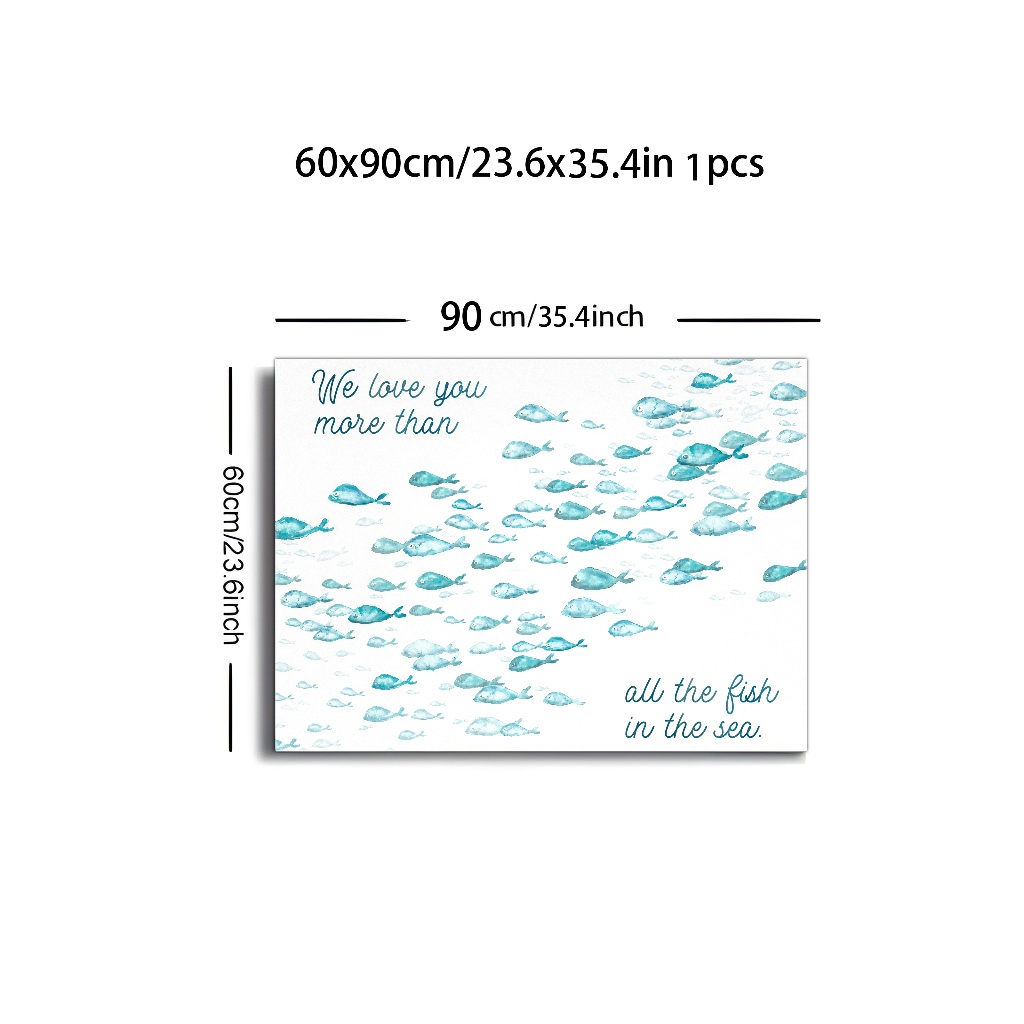 60x90cm/23.6x35.4in 1pcs
90 cm/35.4inch
60cm/23.6inch
We love you
more than
all the fish
in the sea.